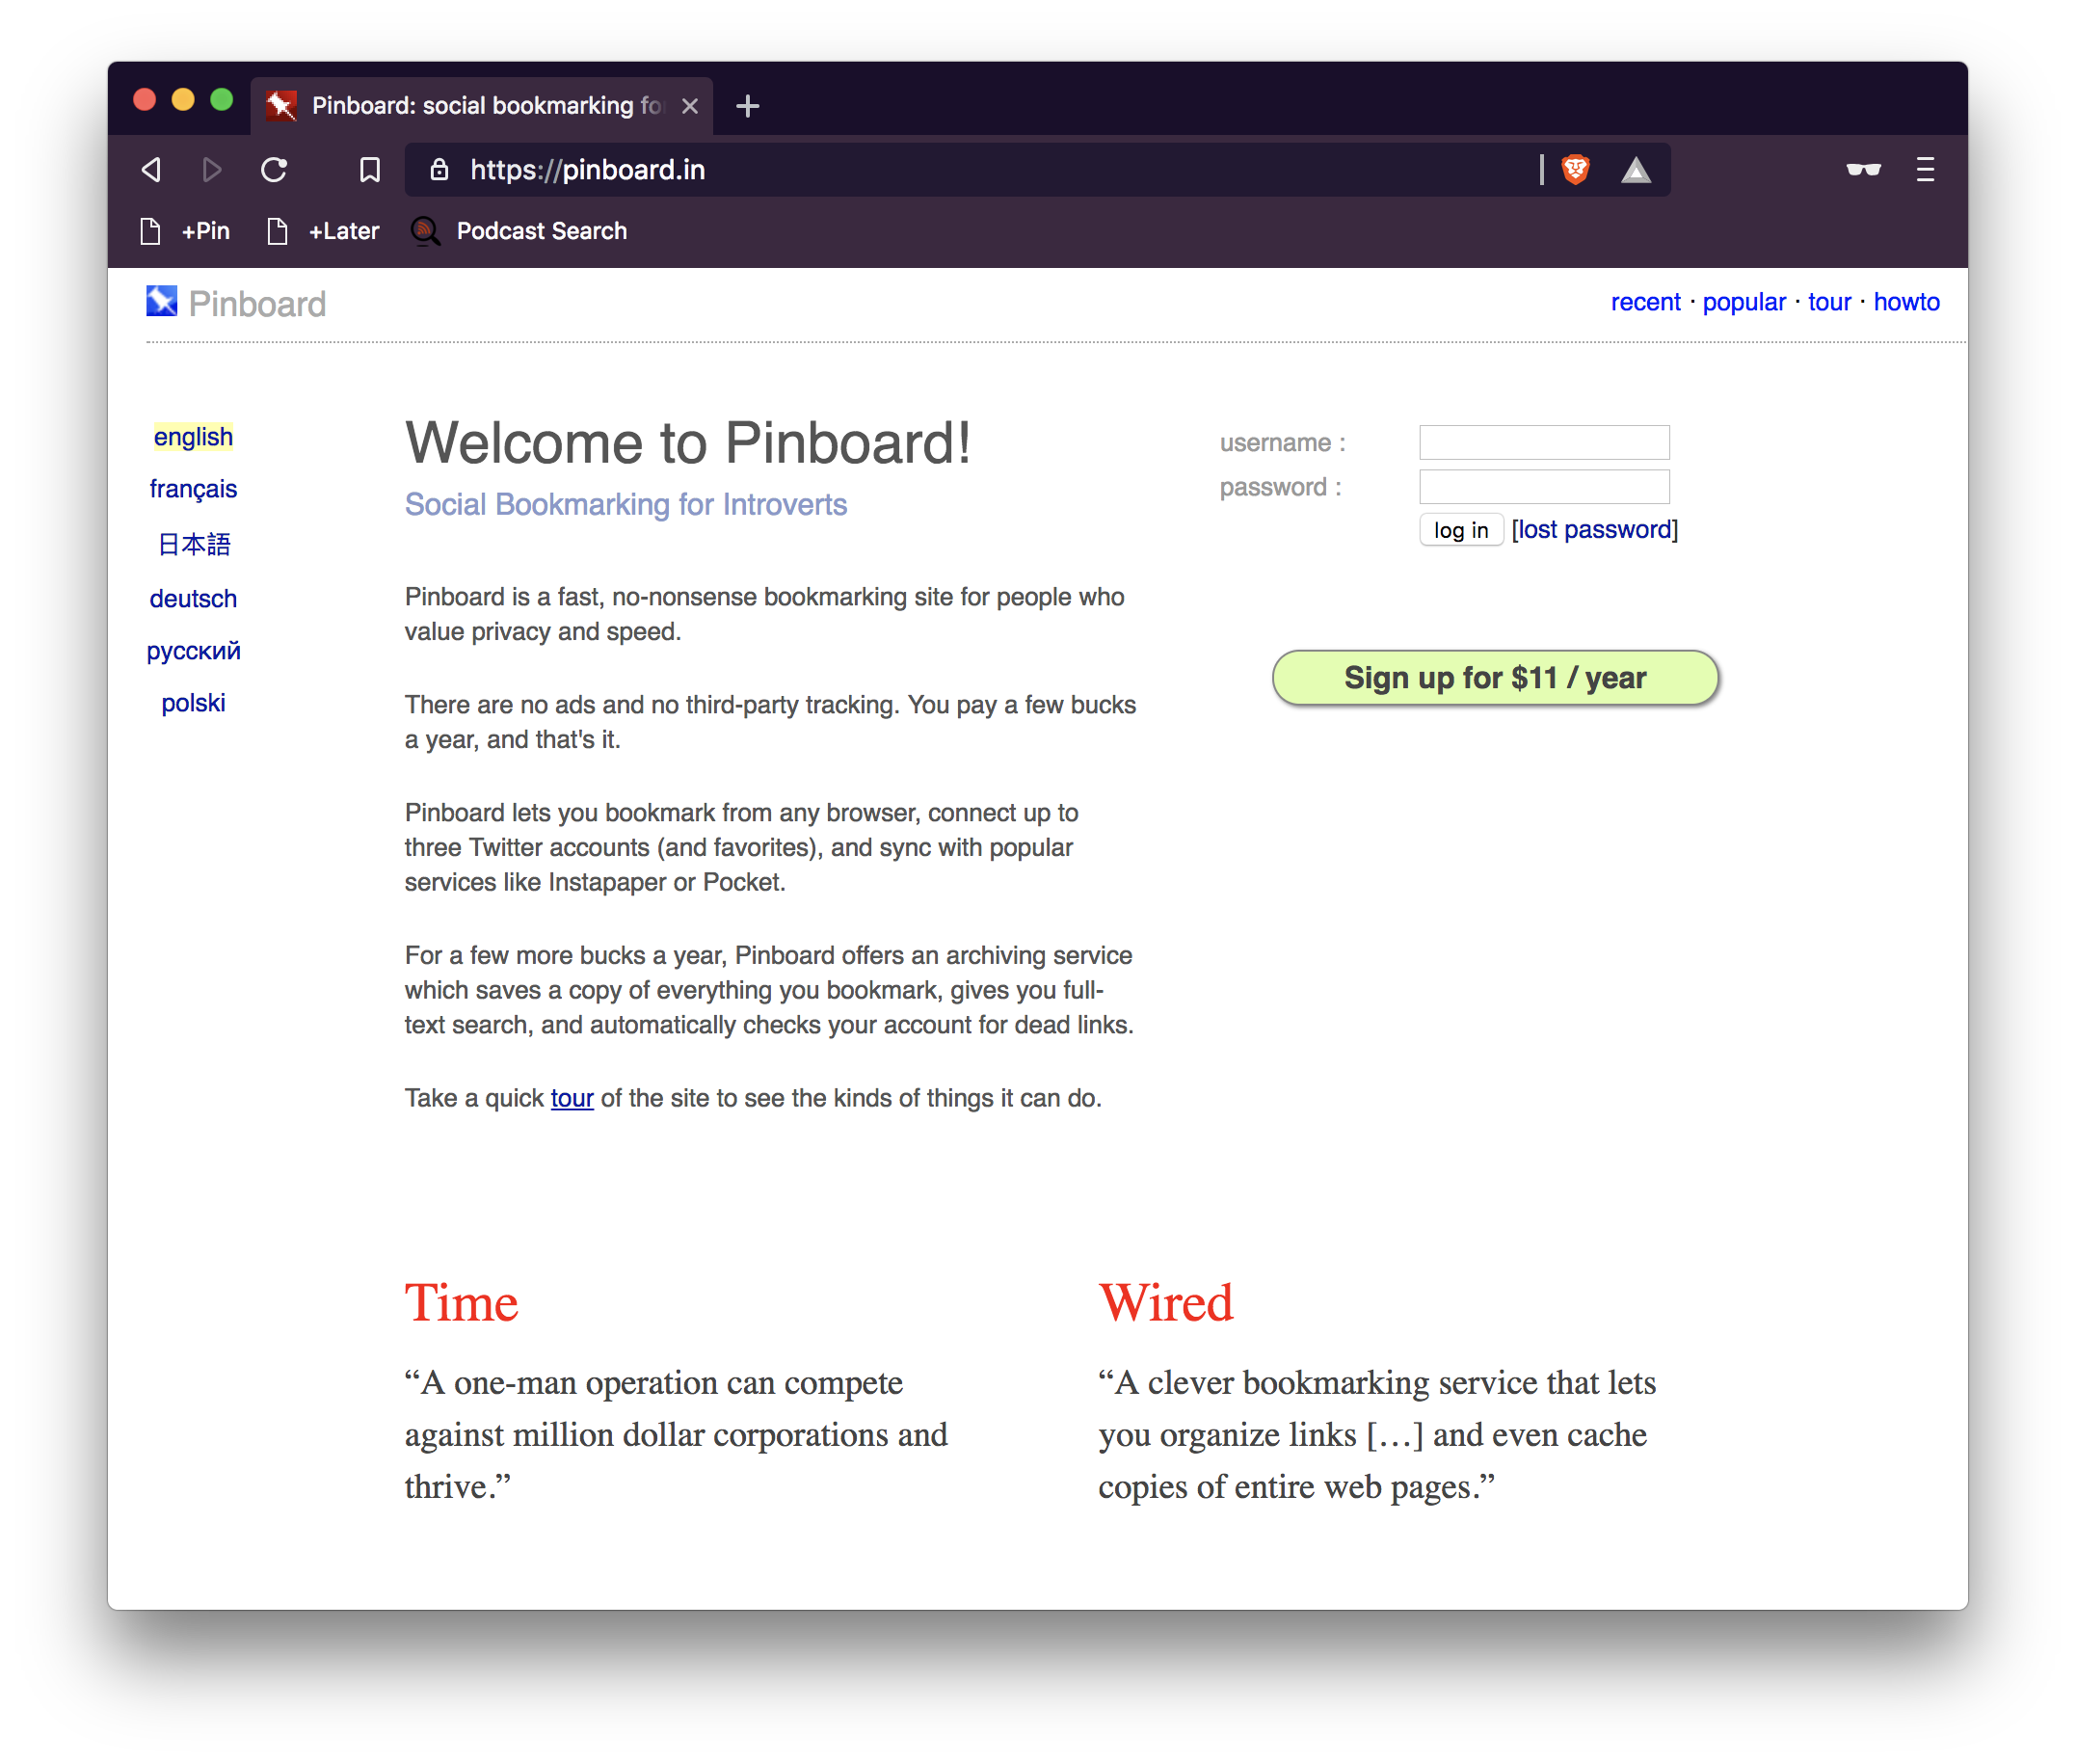 Pinboard: social bookmarking fo
https://pinboard.in
+Pin +Later Podcast Search
Pinboard
recent · popular · tour · howto
english
français
日本語
deutsch
русский
polski
Welcome to Pinboard!
Social Bookmarking for Introverts
Pinboard is a fast, no-nonsense bookmarking site for people who
value privacy and speed.
There are no ads and no third-party tracking. You pay a few bucks
a year, and that's it.
Pinboard lets you bookmark from any browser, connect up to
three Twitter accounts (and favorites), and sync with popular
services like Instapaper or Pocket.
For a few more bucks a year, Pinboard offers an archiving service
which saves a copy of everything you bookmark, gives you full-
text search, and automatically checks your account for dead links.
Take a quick tour of the site to see the kinds of things it can do.
username :
password :
log in [lost password]
Sign up for $11 / year
Time
“A one-man operation can compete
against million dollar corporations and
thrive.”
Wired
“A clever bookmarking service that lets
you organize links […] and even cache
copies of entire web pages.”